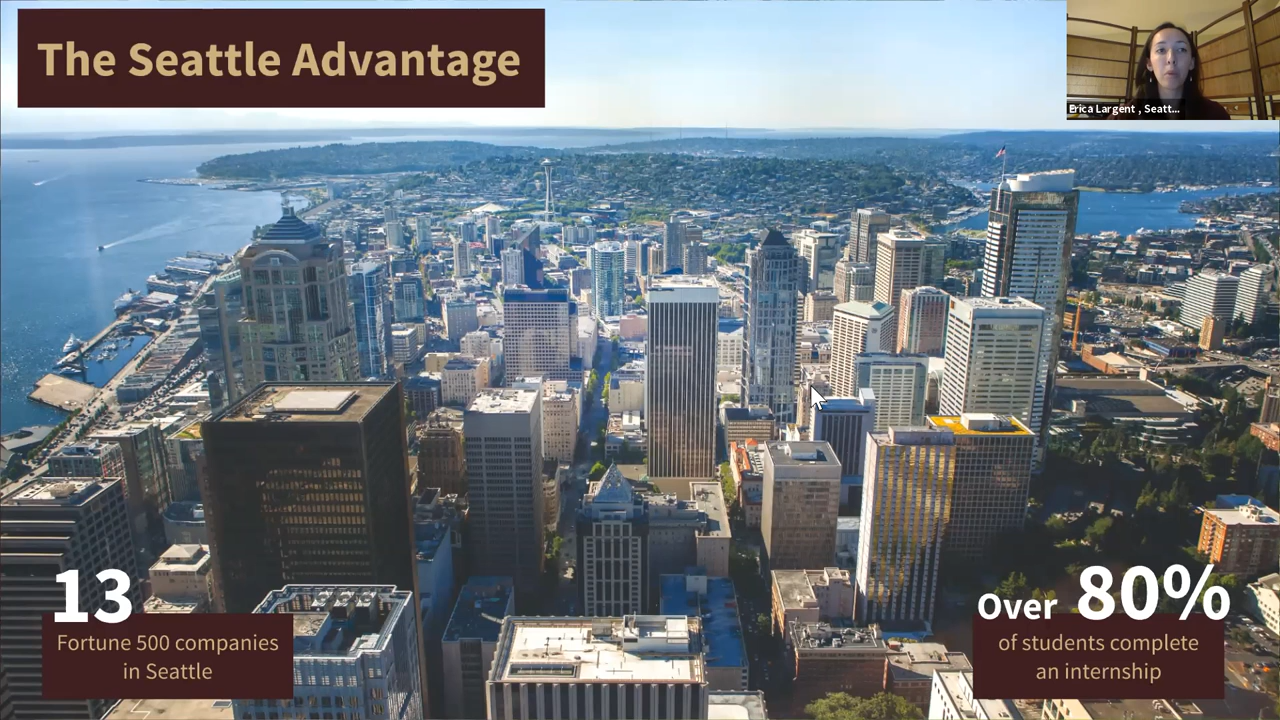 The Seattle Advantage
Erica Largent , Seatt...
13
Fortune 500 companies
in Seattle
Over 80%
of students complete
an internship